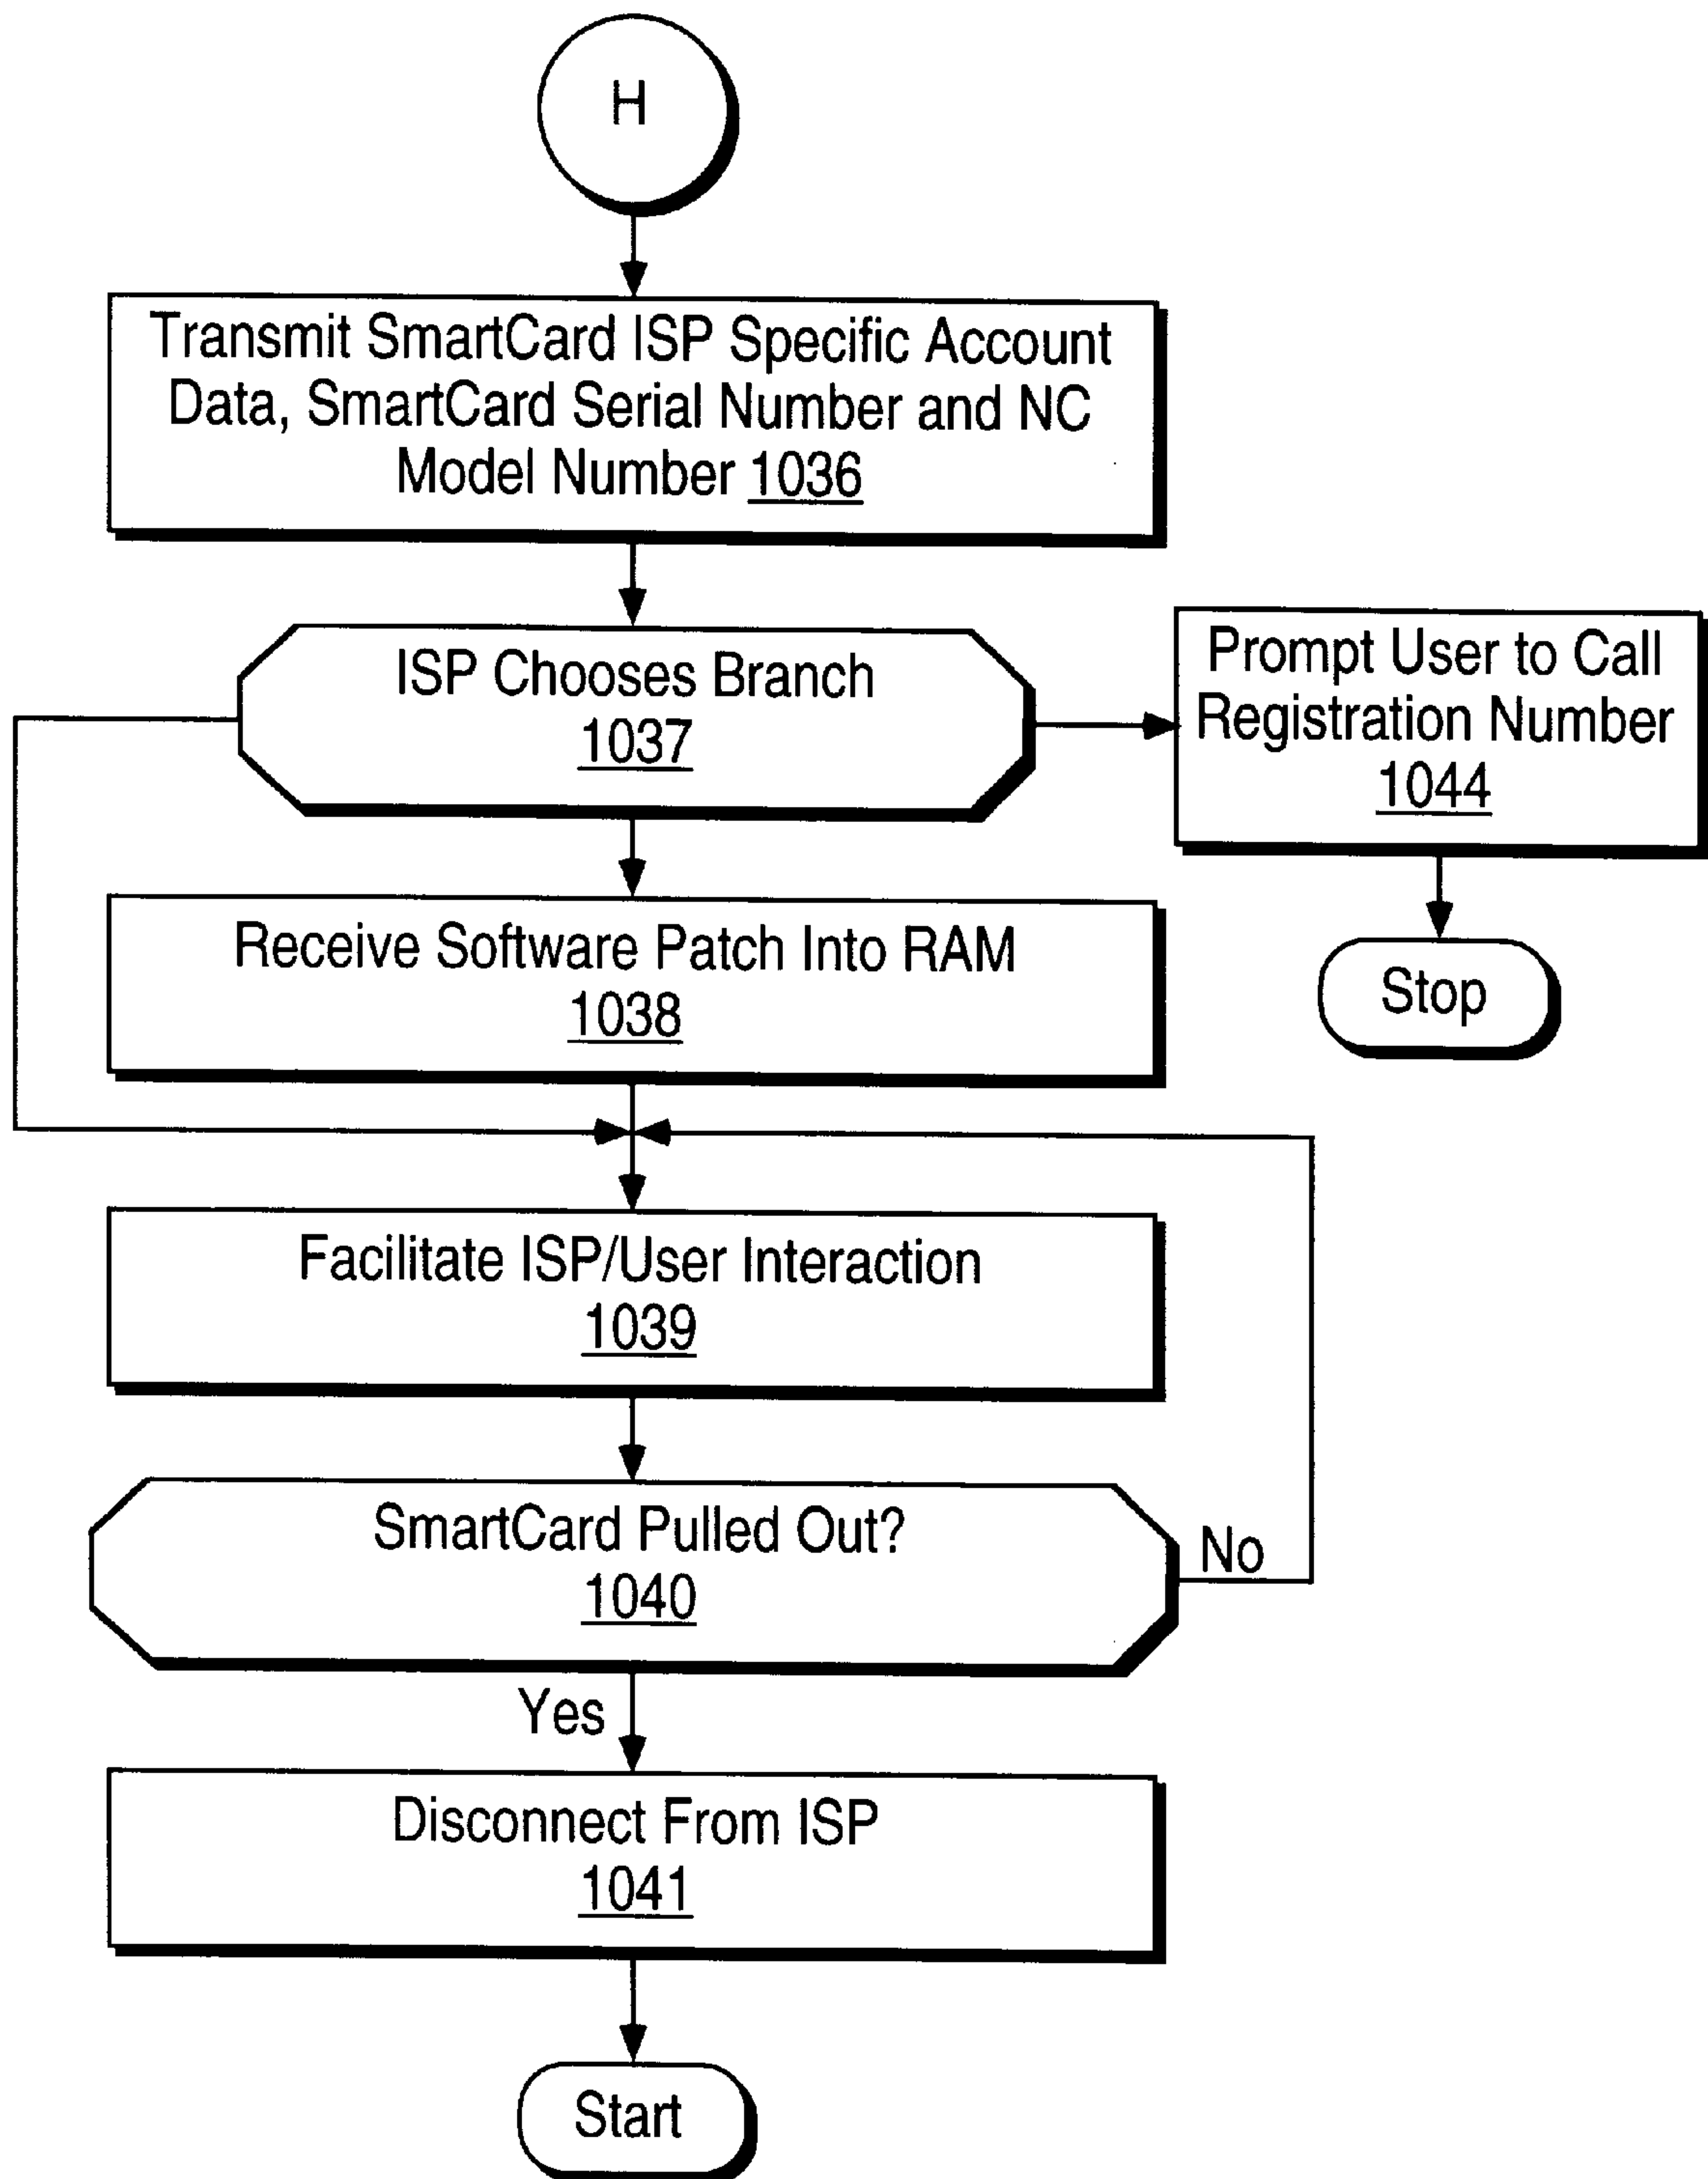 H
Transmit SmartCard ISP Specific Account
Data, SmartCard Serial Number and NC
Model Number 1036
ISP Chooses Branch
1037
Prompt User to Call
Registration Number
1044
Receive Software Patch Into RAM
1038
Stop
Facilitate ISP/User Interaction
1039
SmartCard Pulled Out?
1040
No
Yes
Disconnect From ISP
1041
Start